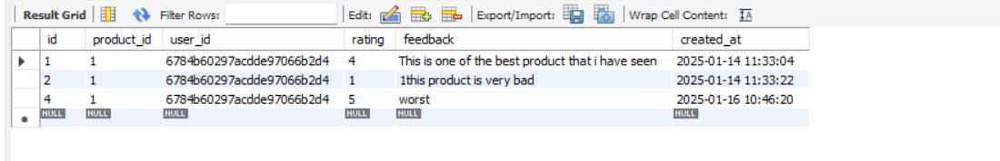 Result Grid Filter Rows: Edit: Export/Import: Wrap Cell Content: IA
id product_id user_id rating feedback created_at
1 1 6784b60297acdde97066b2d4 4 This is one of the best product that i have seen 2025-01-14 11:33:04
2 1 6784b60297acdde97066b2d4 1 1this product is very bad 2025-01-14 11:33:22
4 1 6784b60297acdde97066b2d4 5 worst 2025-01-16 10:46:20
NULL NULL NULL NULL NULL NULL